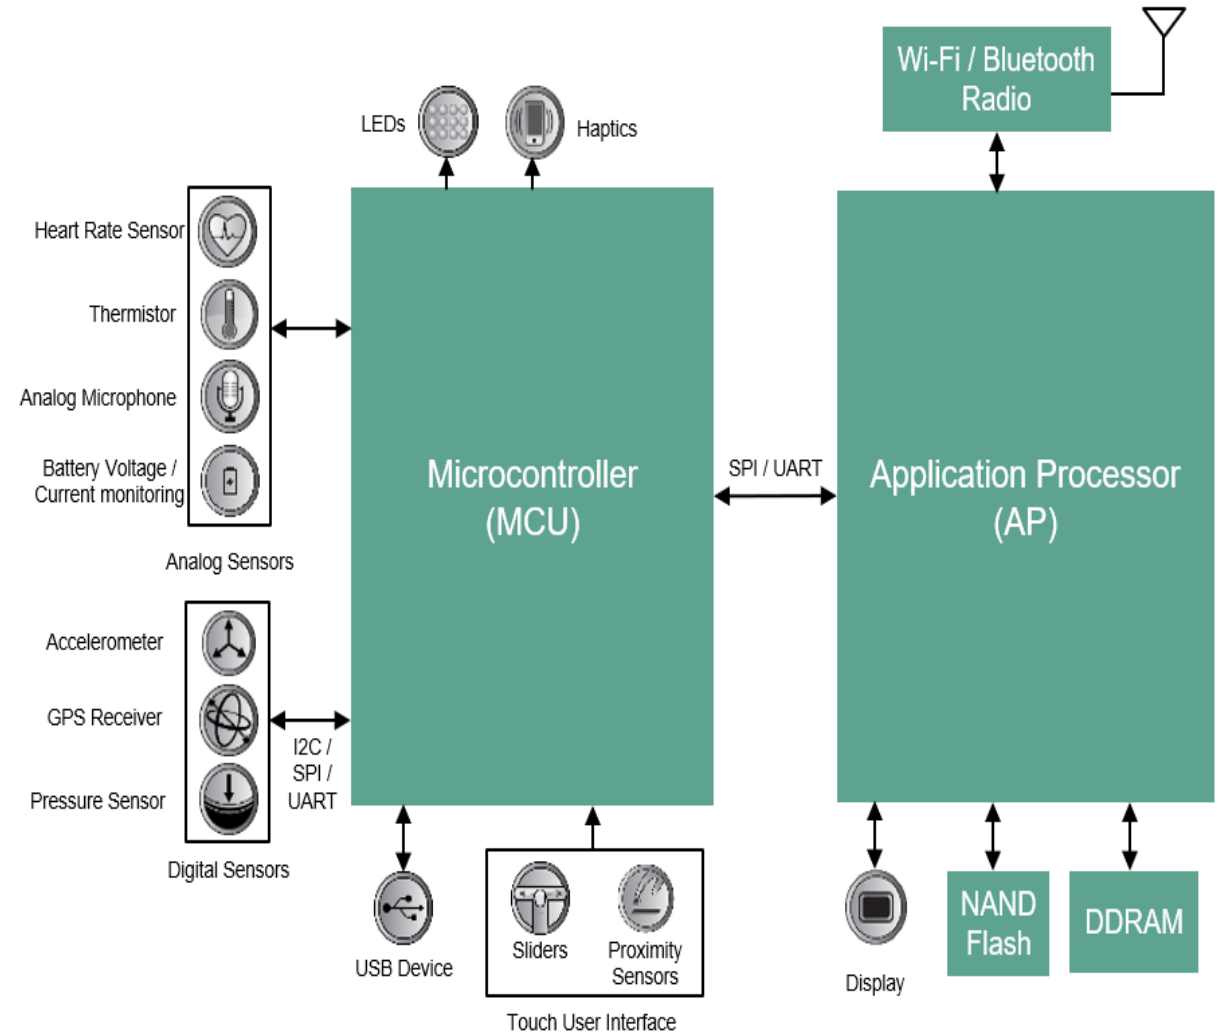 Wi-Fi / Bluetooth
Radio
LEDs
Haptics
Heart Rate Sensor
Thermistor
Analog Microphone
Battery Voltage /
Current monitoring
Analog Sensors
Microcontroller
(MCU)
SPI / UART
Application Processor
(AP)
Accelerometer
GPS Receiver
Pressure Sensor
I2C /
SPI /
UART
Digital Sensors
USB Device
Sliders
Proximity
Sensors
Touch User Interface
Display
NAND
Flash
DDRAM